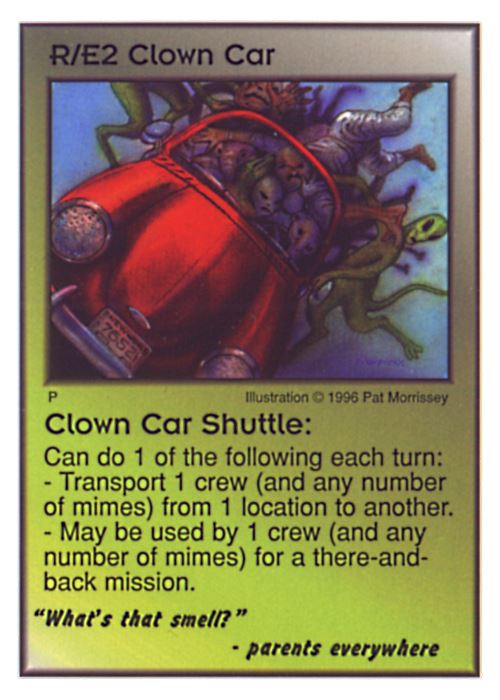 R/E2 Clown Car
P
Illustration © 1996 Pat Morrissey
Clown Car Shuttle:
Can do 1 of the following each turn:
- Transport 1 crew (and any number
of mimes) from 1 location to another.
- May be used by 1 crew (and any
number of mimes) for a there-and-
back mission.
"What's that smell?"
- parents everywhere